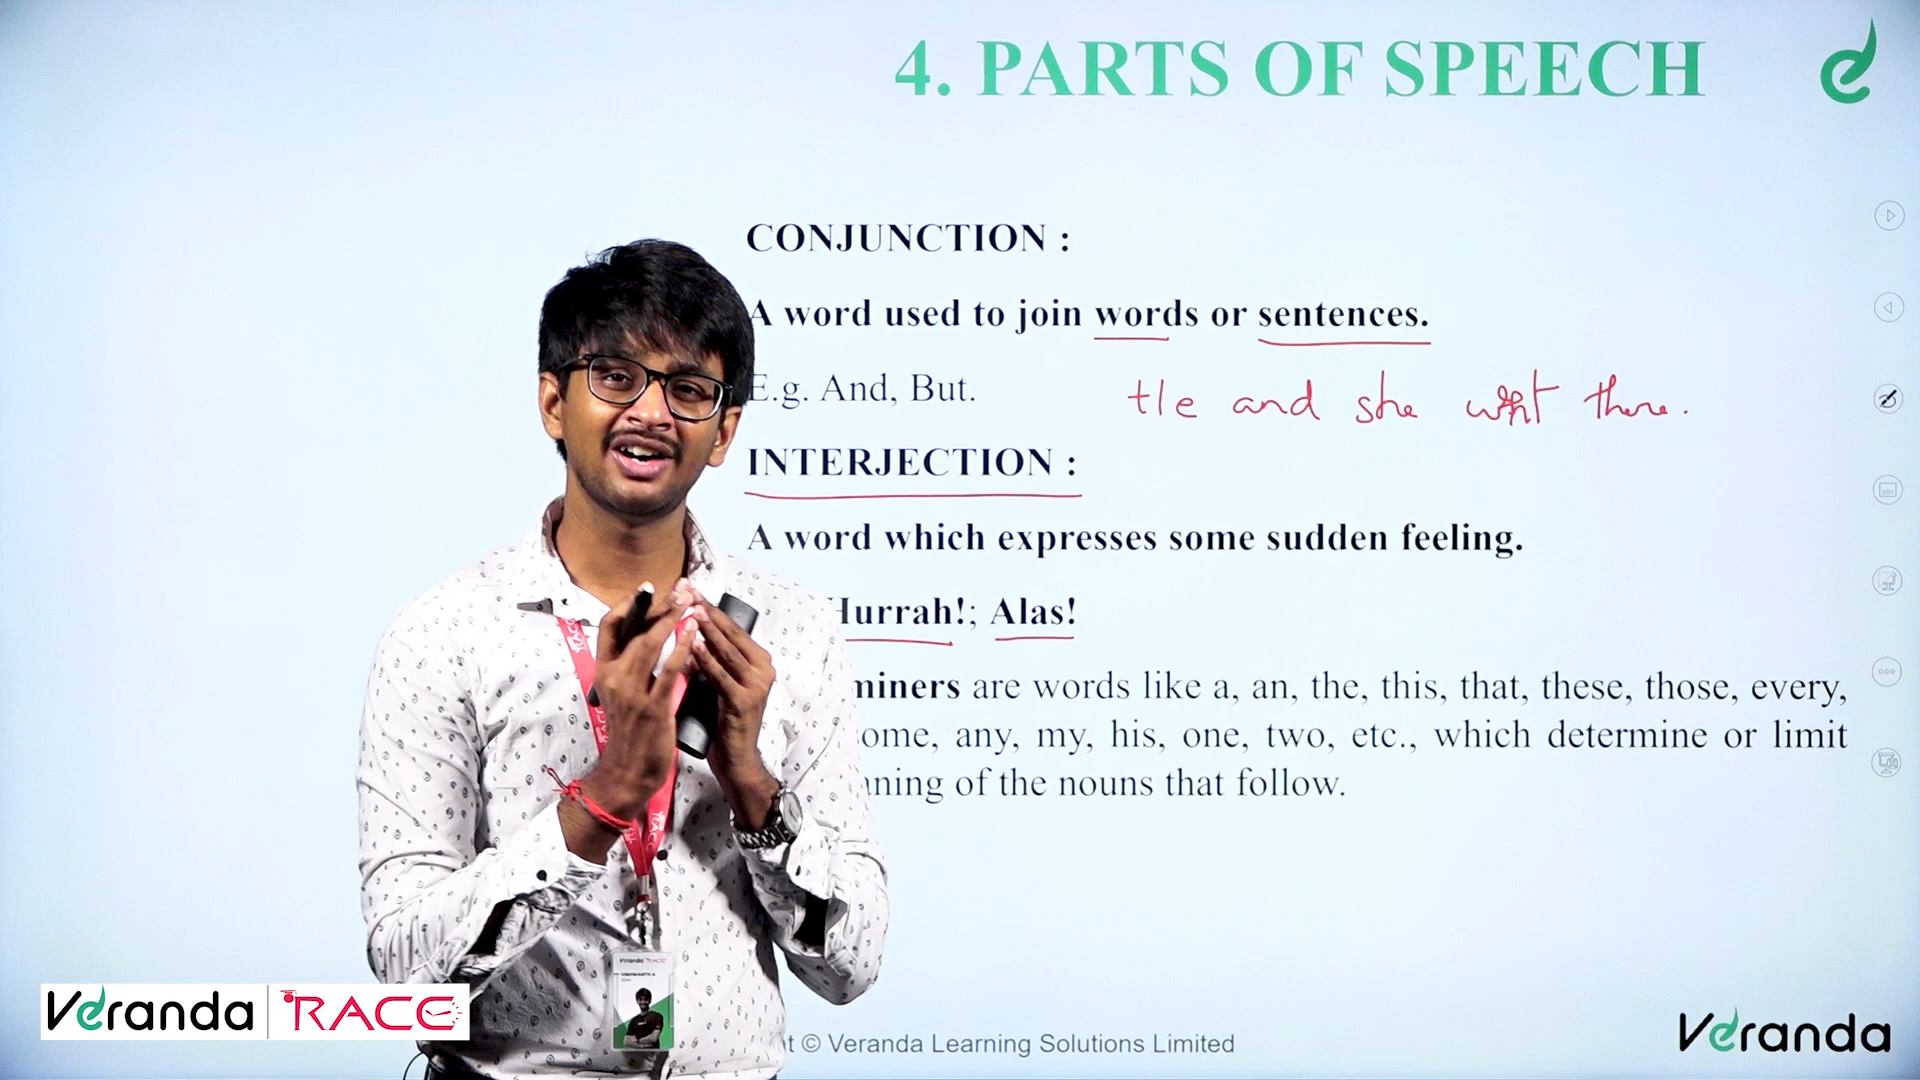 4. PARTS OF SPEECH
CONJUNCTION :
A word used to join words or sentences.
E.g. And, But.
He and she went there.
INTERJECTION :
A word which expresses some sudden feeling.
Hurrah!; Alas!
miners are words like a, an, the, this, that, these, those, every,
ome, any, my, his, one, two, etc., which determine or limit
ning of the nouns that follow.
Veranda RACE
Veranda RACE
© Veranda Learning Solutions Limited
Veranda